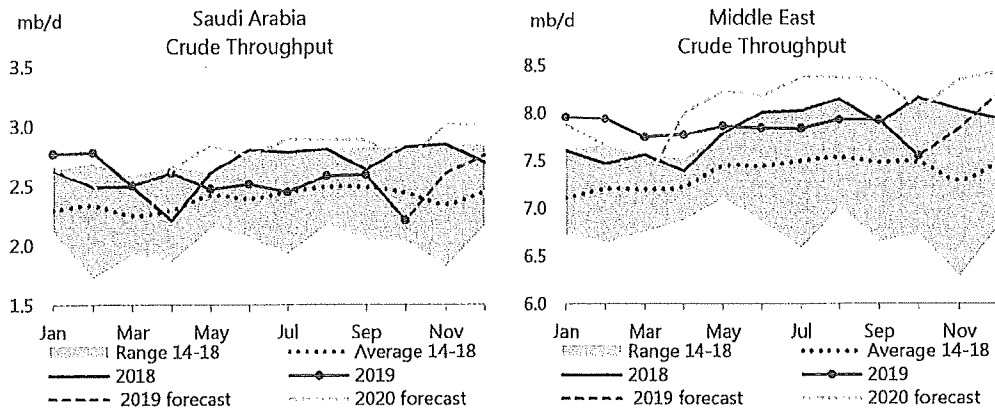 mb/d
Saudi Arabia
Crude Throughput
3.5
3.0
2.5
2.0
1.5
Jan Mar May Jul Sep Nov
Range 14-18 Average 14-18
2018 2019
2019 forecast 2020 forecast
mb/d
Middle East
Crude Throughput
8.5
8.0
7.5
7.0
6.5
6.0
Jan Mar May Jul Sep Nov
Range 14-18 Average 14-18
2018 2019
2019 forecast 2020 forecast